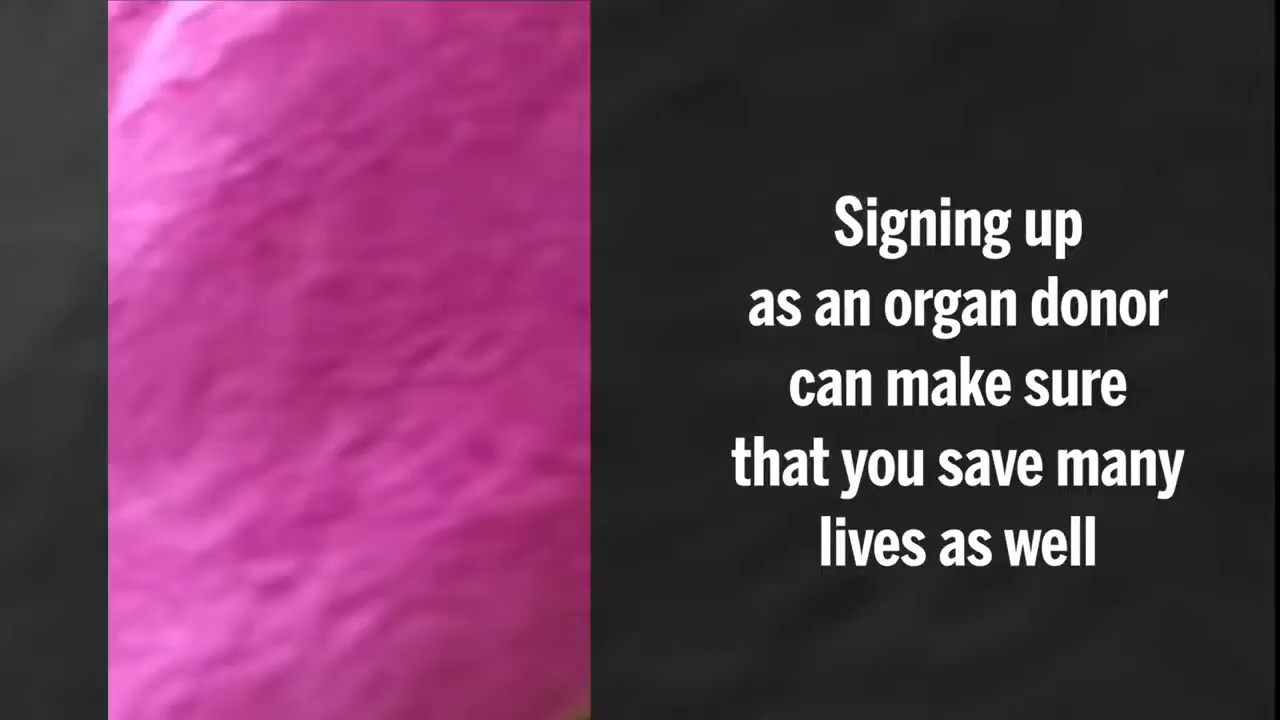 Signing up
as an organ donor
can make sure
that you save many
lives as well